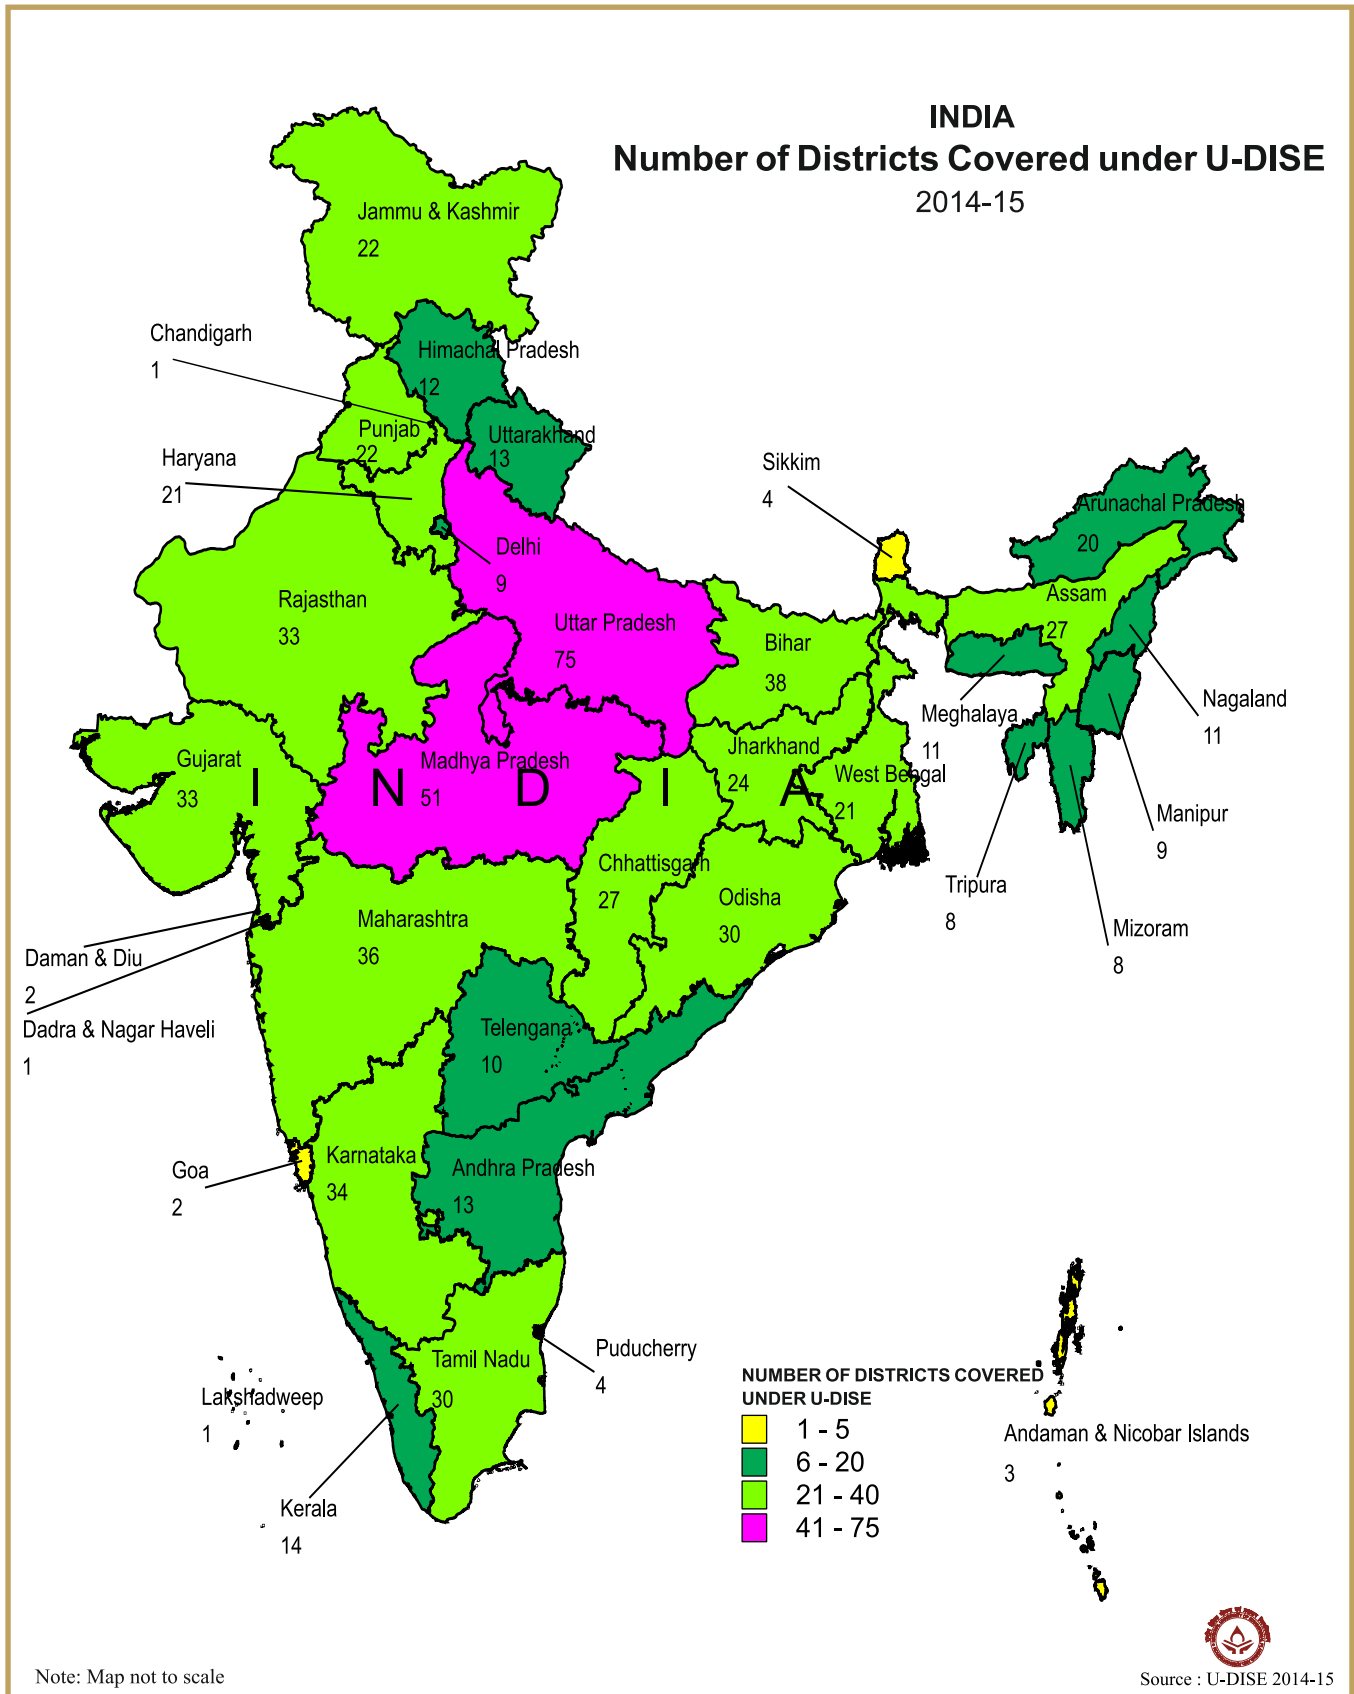 INDIA
Number of Districts Covered under U-DISE
2014-15
Jammu & Kashmir
22
Chandigarh
1
Himachal Pradesh
12
Punjab
22
Uttarakhand
13
Haryana
21
Sikkim
4
Arunachal Pradesh
20
Delhi
9
Rajasthan
33
Assam
27
Uttar Pradesh
75
Bihar
38
Nagaland
11
Meghalaya
11
Gujarat
33
Madhya Pradesh
51
Jharkhand
24
West Bengal
21
I N D I A
Manipur
9
Chhattisgarh
27
Odisha
30
Tripura
8
Mizoram
8
Maharashtra
36
Daman & Diu
2
Dadra & Nagar Haveli
1
Telengana
10
Goa
2
Karnataka
34
Andhra Pradesh
13
Puducherry
4
Tamil Nadu
30
Lakshadweep
1
Kerala
14
NUMBER OF DISTRICTS COVERED
UNDER U-DISE
1 - 5
6 - 20
21 - 40
41 - 75
Andaman & Nicobar Islands
3
Note: Map not to scale
Source : U-DISE 2014-15